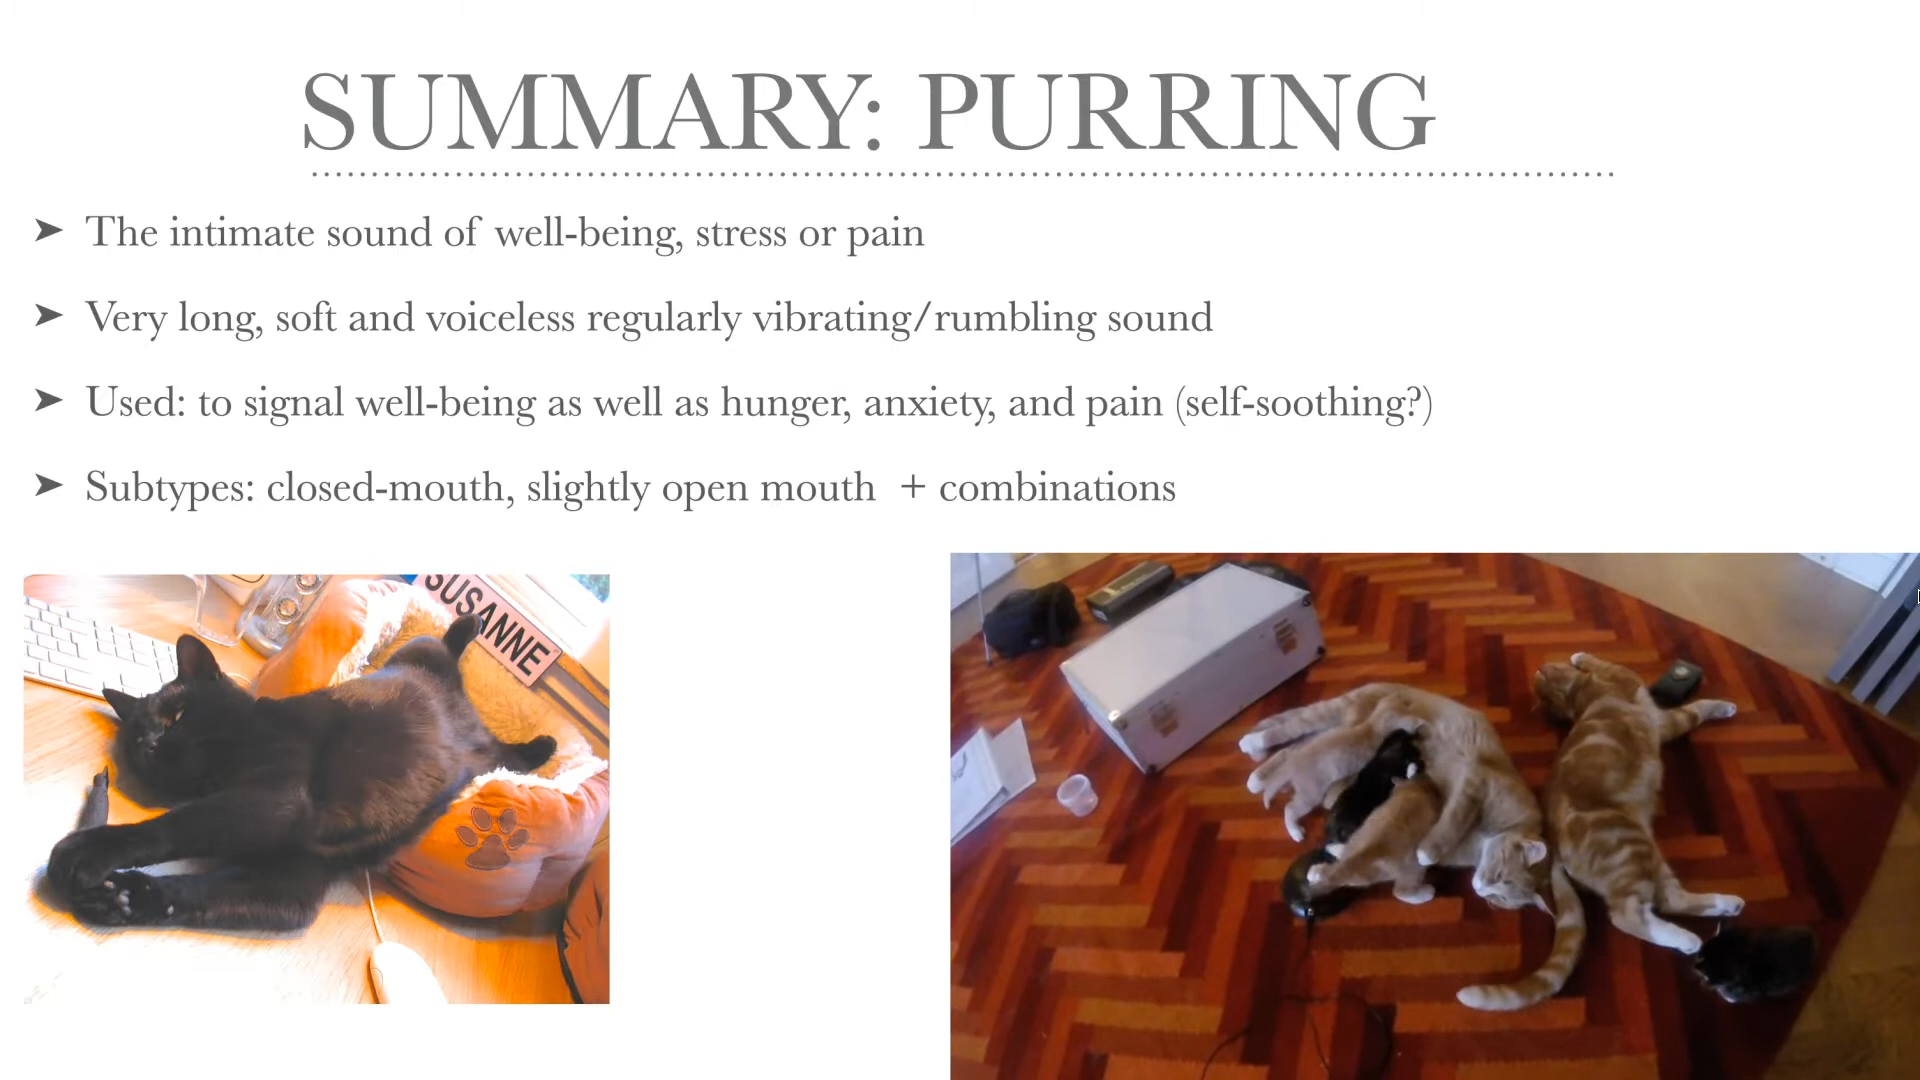 SUMMARY: PURRING
➤ The intimate sound of well-being, stress or pain
➤ Very long, soft and voiceless regularly vibrating/rumbling sound
➤ Used: to signal well-being as well as hunger, anxiety, and pain (self-soothing?)
➤ Subtypes: closed-mouth, slightly open mouth + combinations
SUSANNE